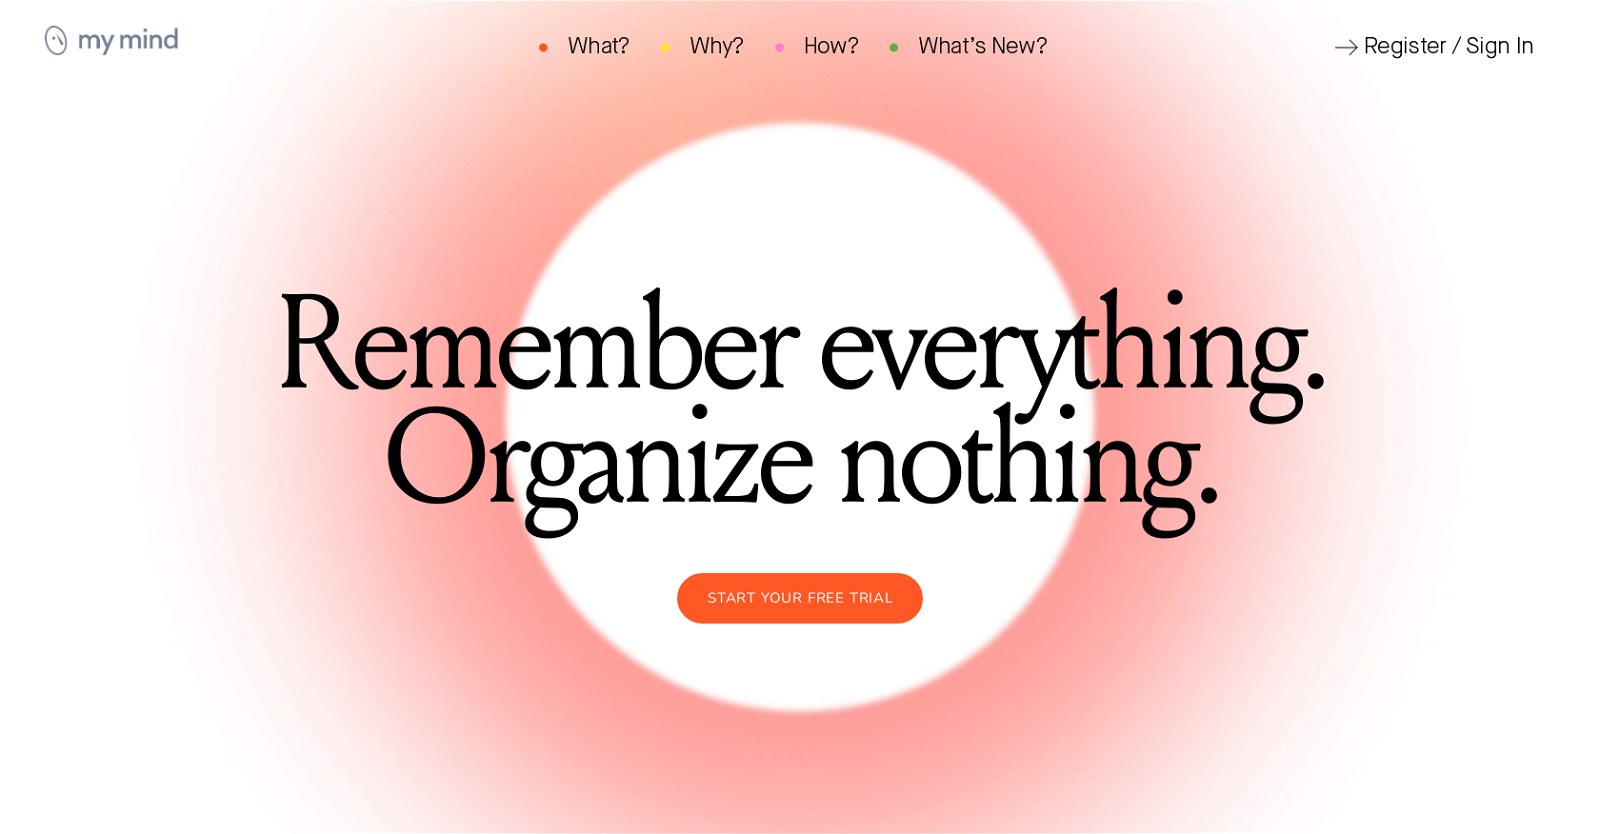 my mind
What?
Why?
How?
What's New?
Register / Sign In
Remember everything.
Organize nothing.
START YOUR FREE TRIAL